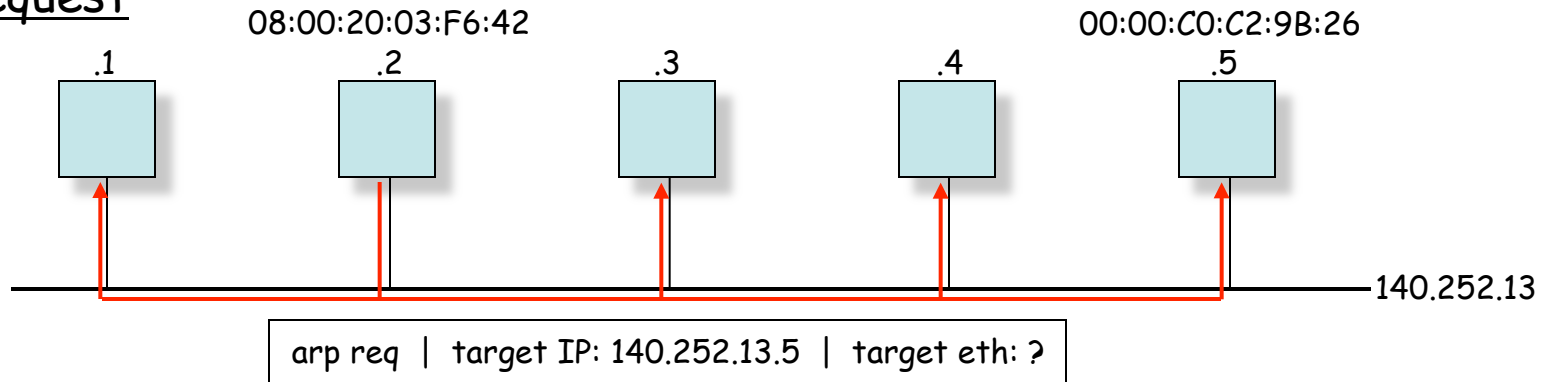 08:00:20:03:F6:42 00:00:C0:C2:9B:26
.1 .2 .3 .4 .5
140.252.13
arp req | target IP: 140.252.13.5 | target eth: ?